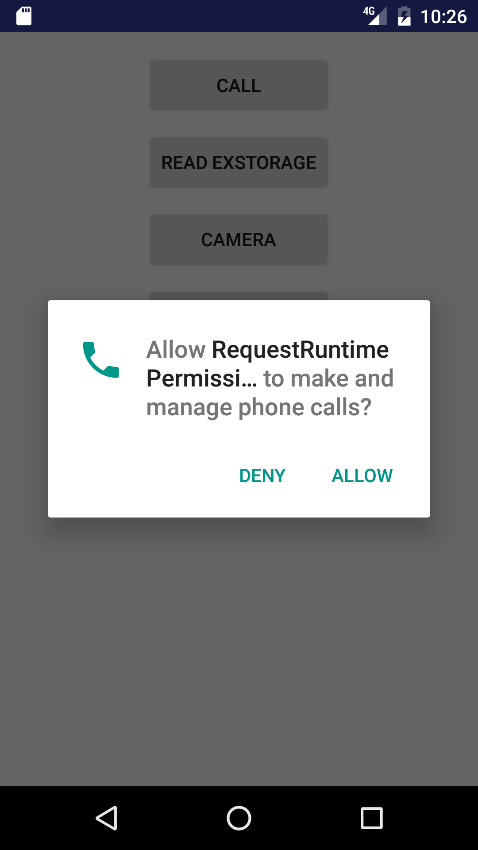 4G 10:26
CALL
READ EXSTORAGE
CAMERA
Allow RequestRuntime
Permissi... to make and
manage phone calls?
DENY ALLOW